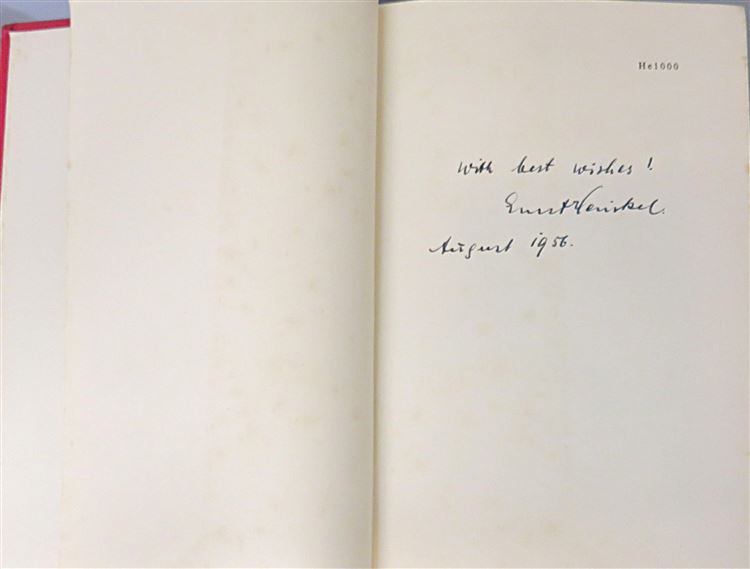 He1000
with best wishes!
Ernst Heinkel.
August 1956.